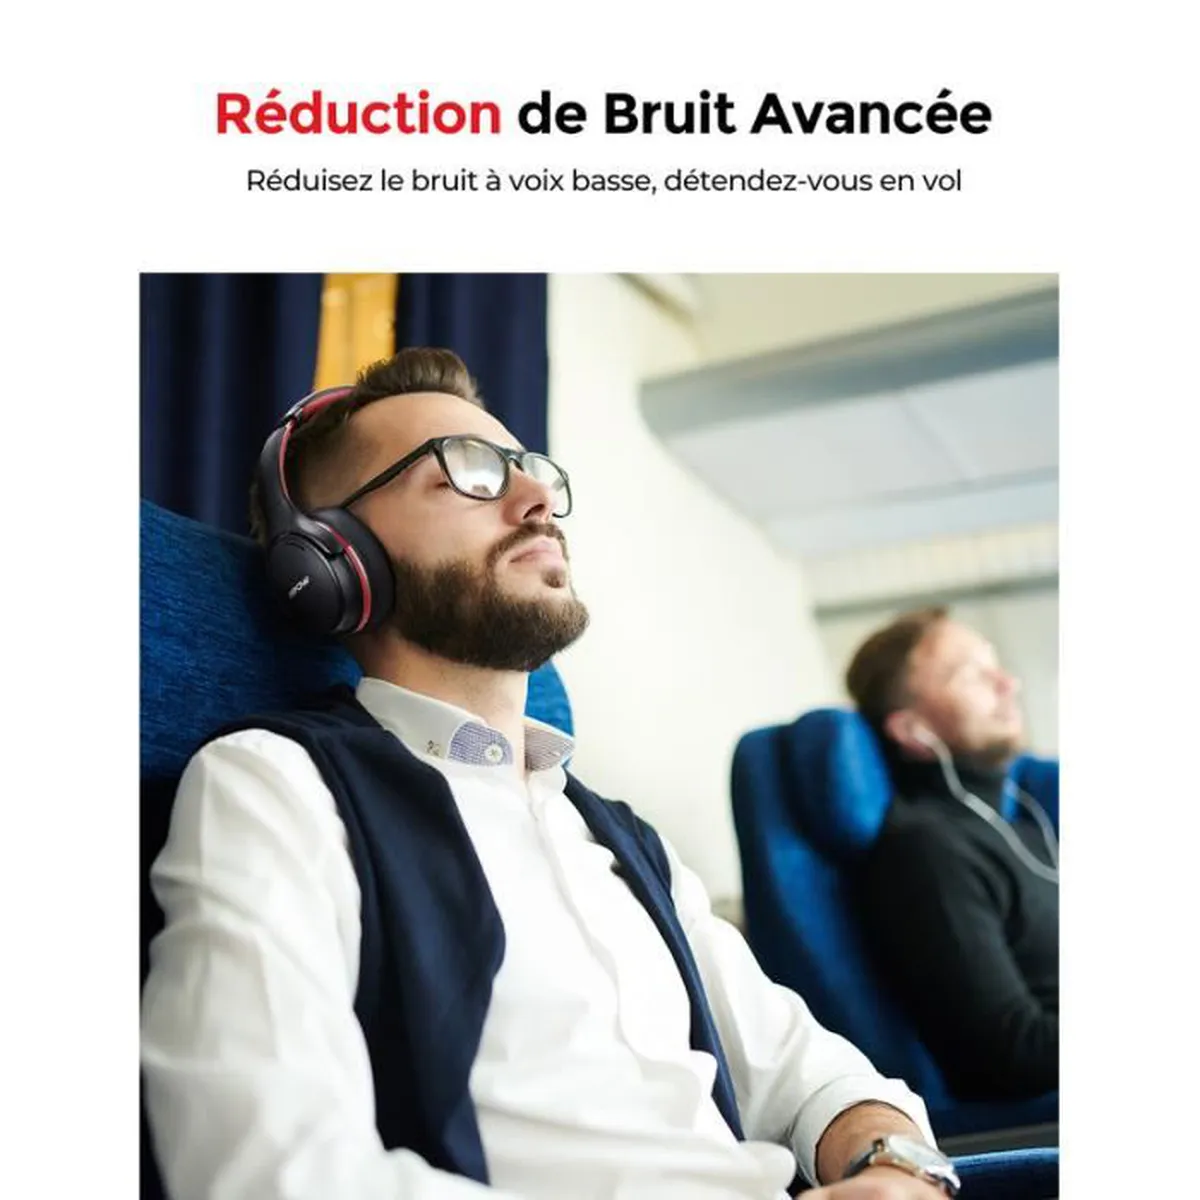 Réduction de Bruit Avancée
Réduisez le bruit à voix basse, détendez-vous en vol